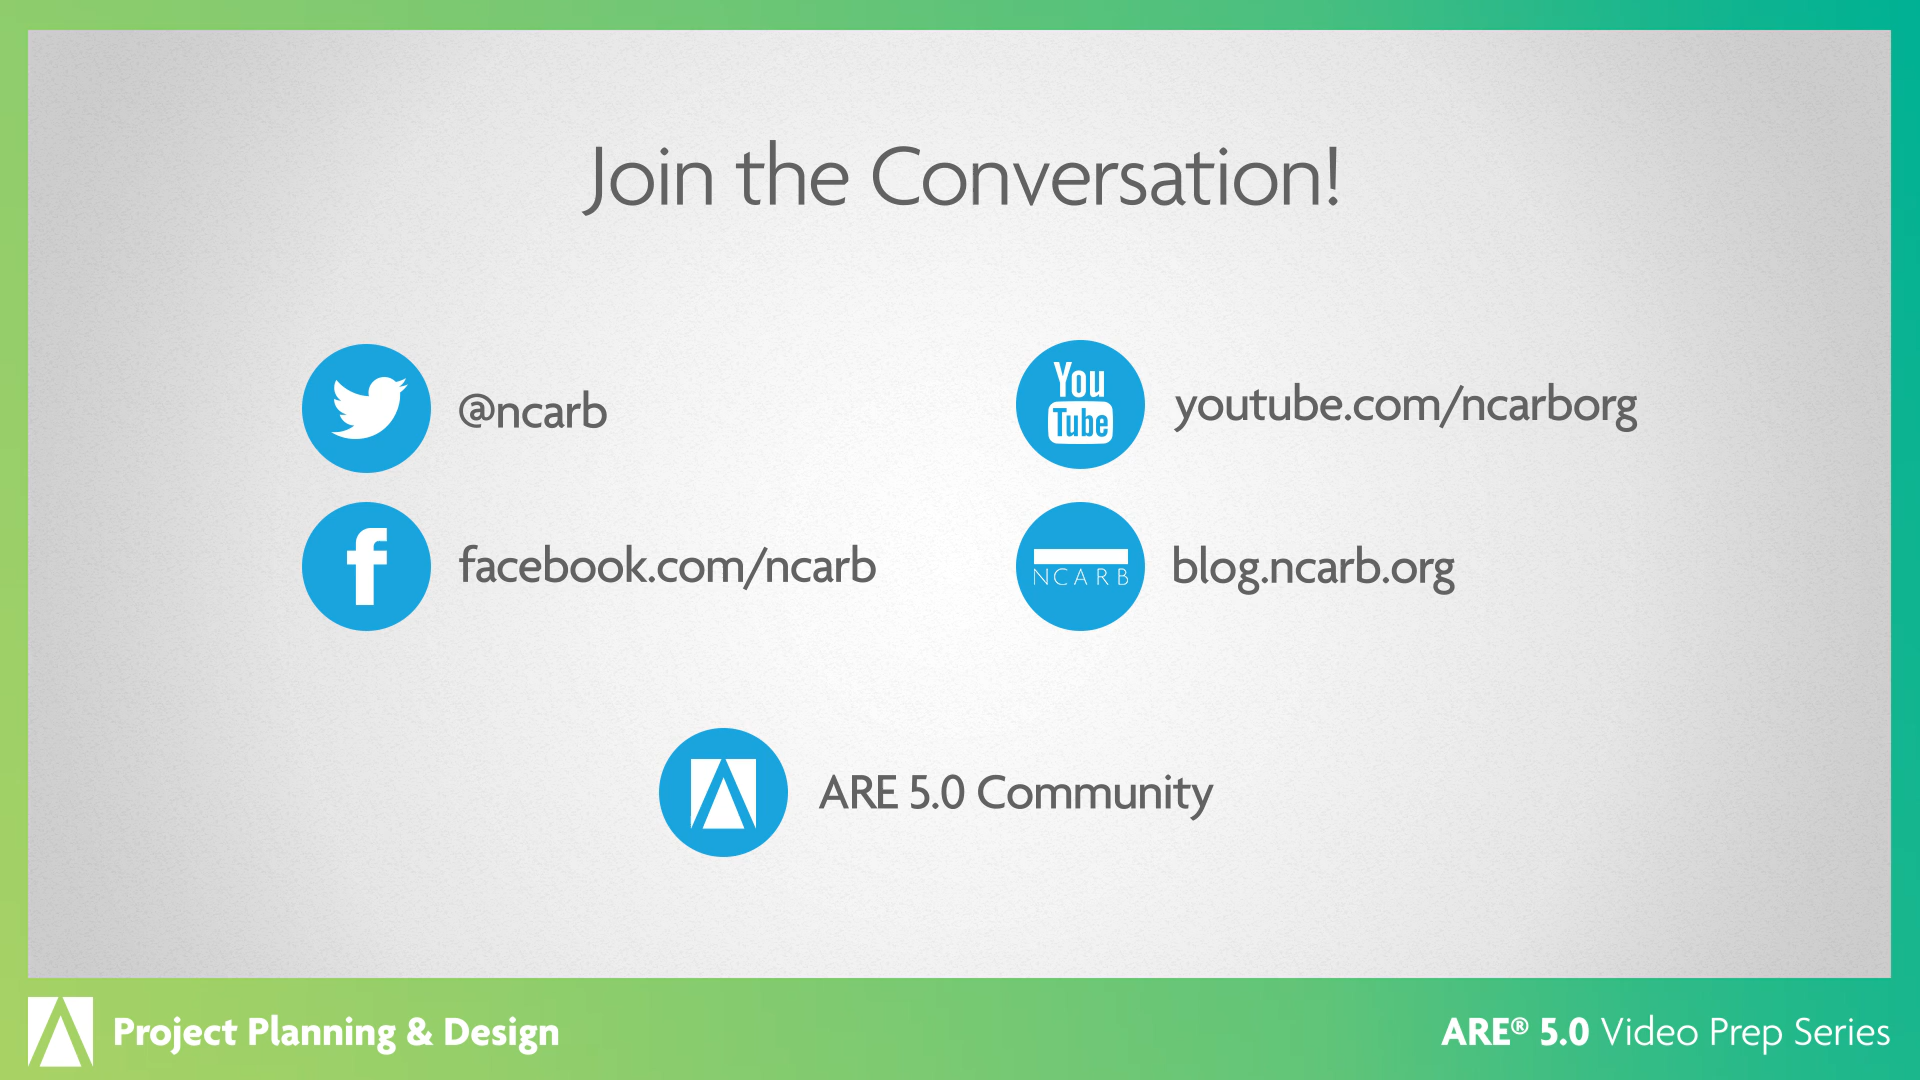 Join the Conversation!
@ncarb
You
Tube
youtube.com/ncarborg
f
facebook.com/ncarb
NCARB
blog.ncarb.org
ARE 5.0 Community
Project Planning & Design
ARE® 5.0 Video Prep Series